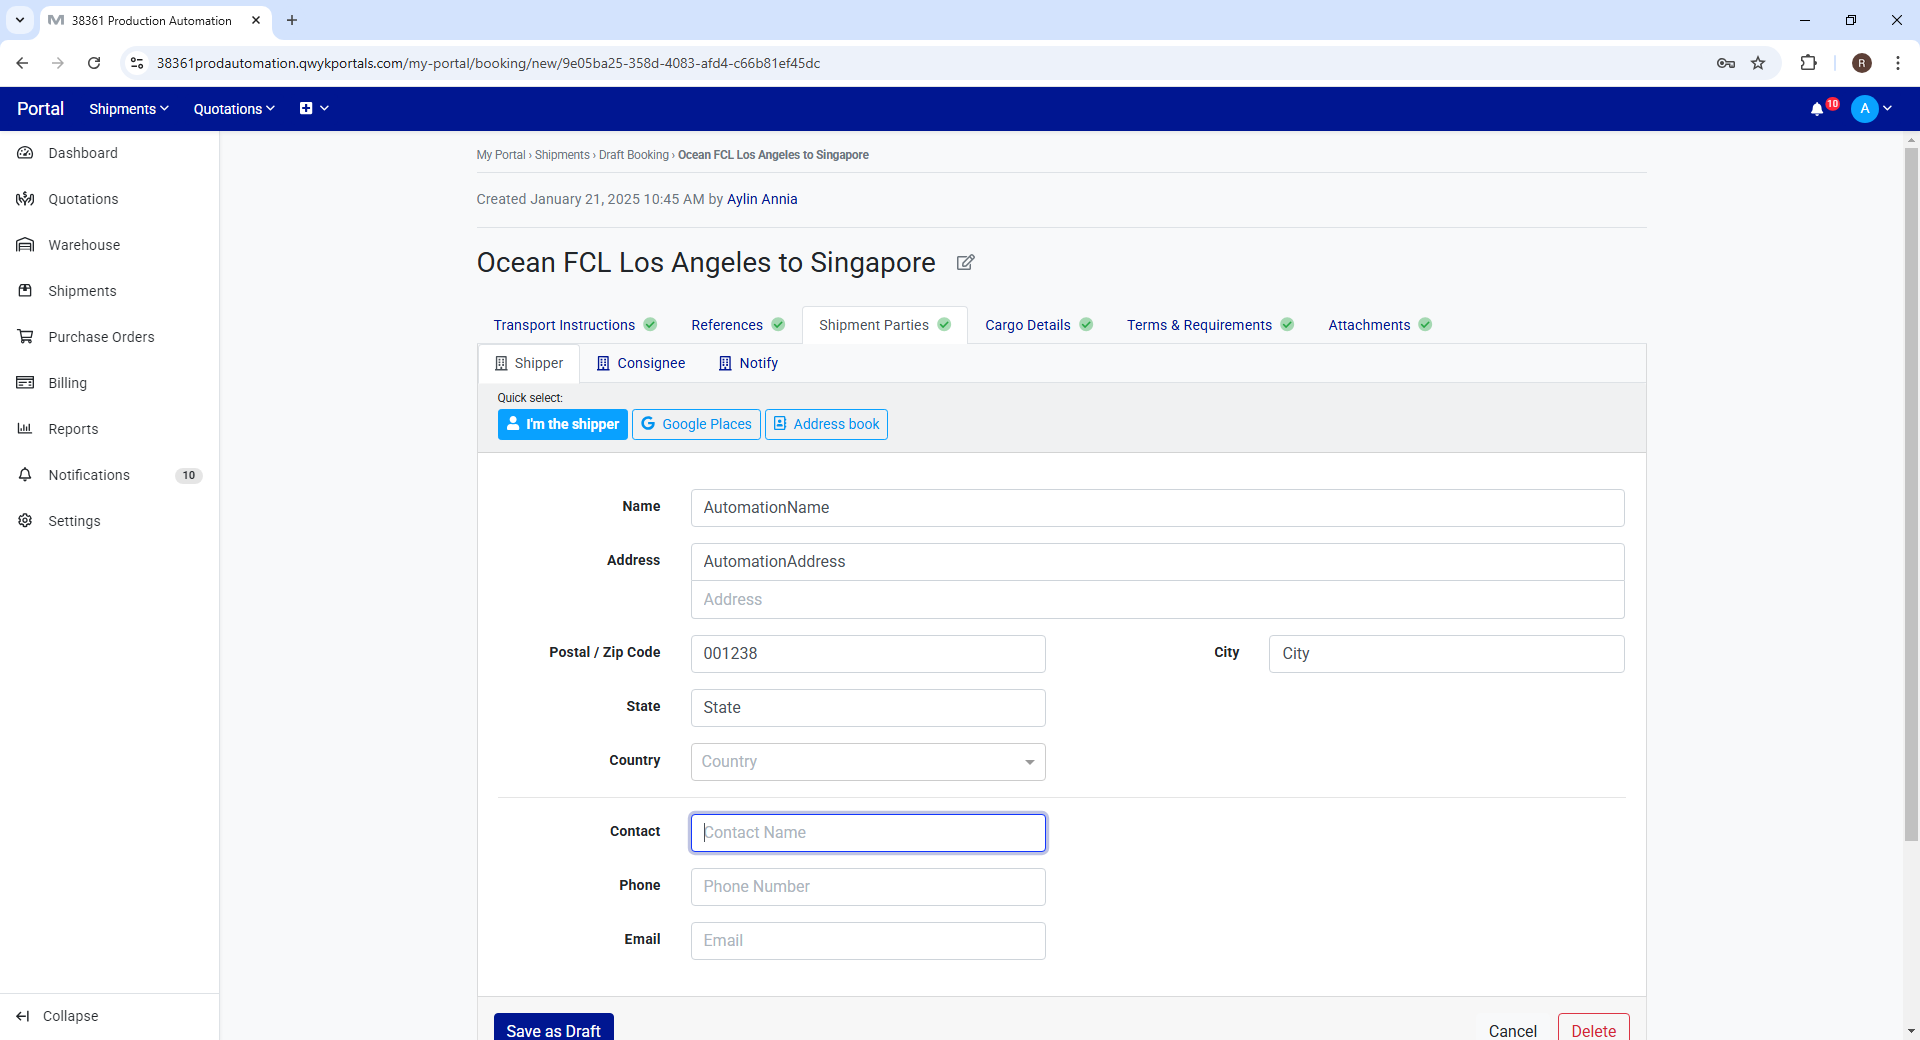 38361 Production Automation
38361prodautomation.qwykportals.com/my-portal/booking/new/9e05ba25-358d-4083-afd4-c66b81ef45dc
R
Portal
Shipments
Quotations
10
A
Dashboard
Quotations
Warehouse
Shipments
Purchase Orders
Billing
Reports
Notifications 10
Settings
Collapse
My Portal › Shipments › Draft Booking › Ocean FCL Los Angeles to Singapore
Created January 21, 2025 10:45 AM by Aylin Annia
Ocean FCL Los Angeles to Singapore
Transport Instructions References Shipment Parties Cargo Details Terms & Requirements Attachments
Shipper Consignee Notify
Quick select:
I'm the shipper Google Places Address book
Name AutomationName
Address AutomationAddress
Address
Postal / Zip Code 001238 City City
State State
Country Country
Contact Contact Name
Phone Phone Number
Email Email
Save as Draft Cancel Delete